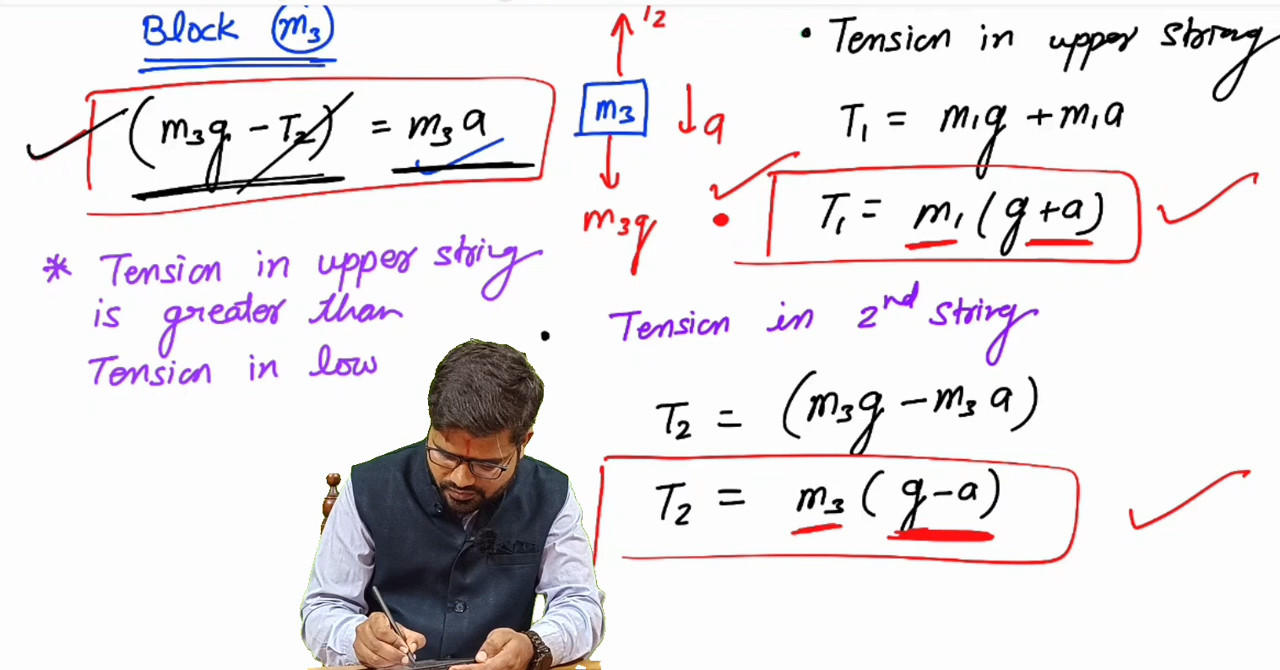 Block m₃
(m₃g - T₂) = m₃a
T₂
m₃
↓a
m₃g
* Tension in upper string
is greater than
Tension in low
• Tension in upper string
T₁ = m₁g + m₁a
• T₁ = m₁(g+a)
• Tension in 2nd string
T₂ = (m₃g - m₃a)
T₂ = m₃(g-a)